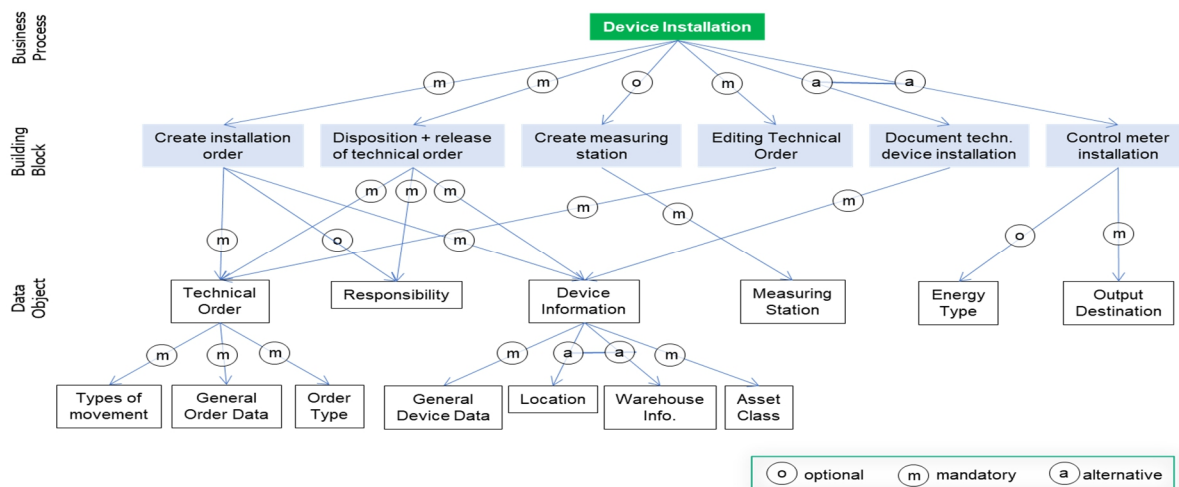 Business
Process
Device Installation
m
m
o
m
a
a
Building
Block
Create installation
order
Disposition + release
of technical order
Create measuring
station
Editing Technical
Order
Document techn.
device installation
Control meter
installation
m
m
m
m
m
m
m
o
m
o
m
Data
Object
Technical
Order
Responsibility
Device
Information
Measuring
Station
Energy
Type
Output
Destination
m
m
m
m
a
a
m
Types of
movement
General
Order Data
Order
Type
General
Device Data
Location
Warehouse
Info.
Asset
Class
o optional
m mandatory
a alternative